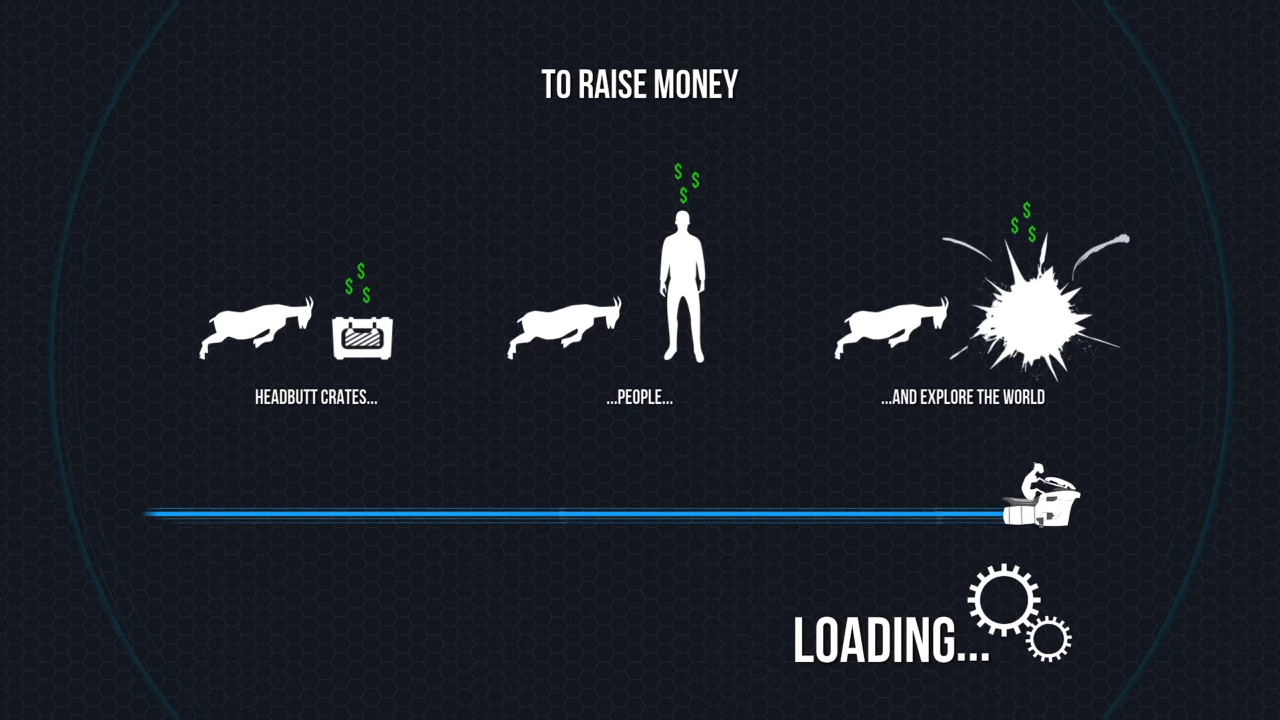 TO RAISE MONEY
$ $ $
$ $ $
$ $ $
HEADBUTT CRATES...
...PEOPLE...
...AND EXPLORE THE WORLD
LOADING...